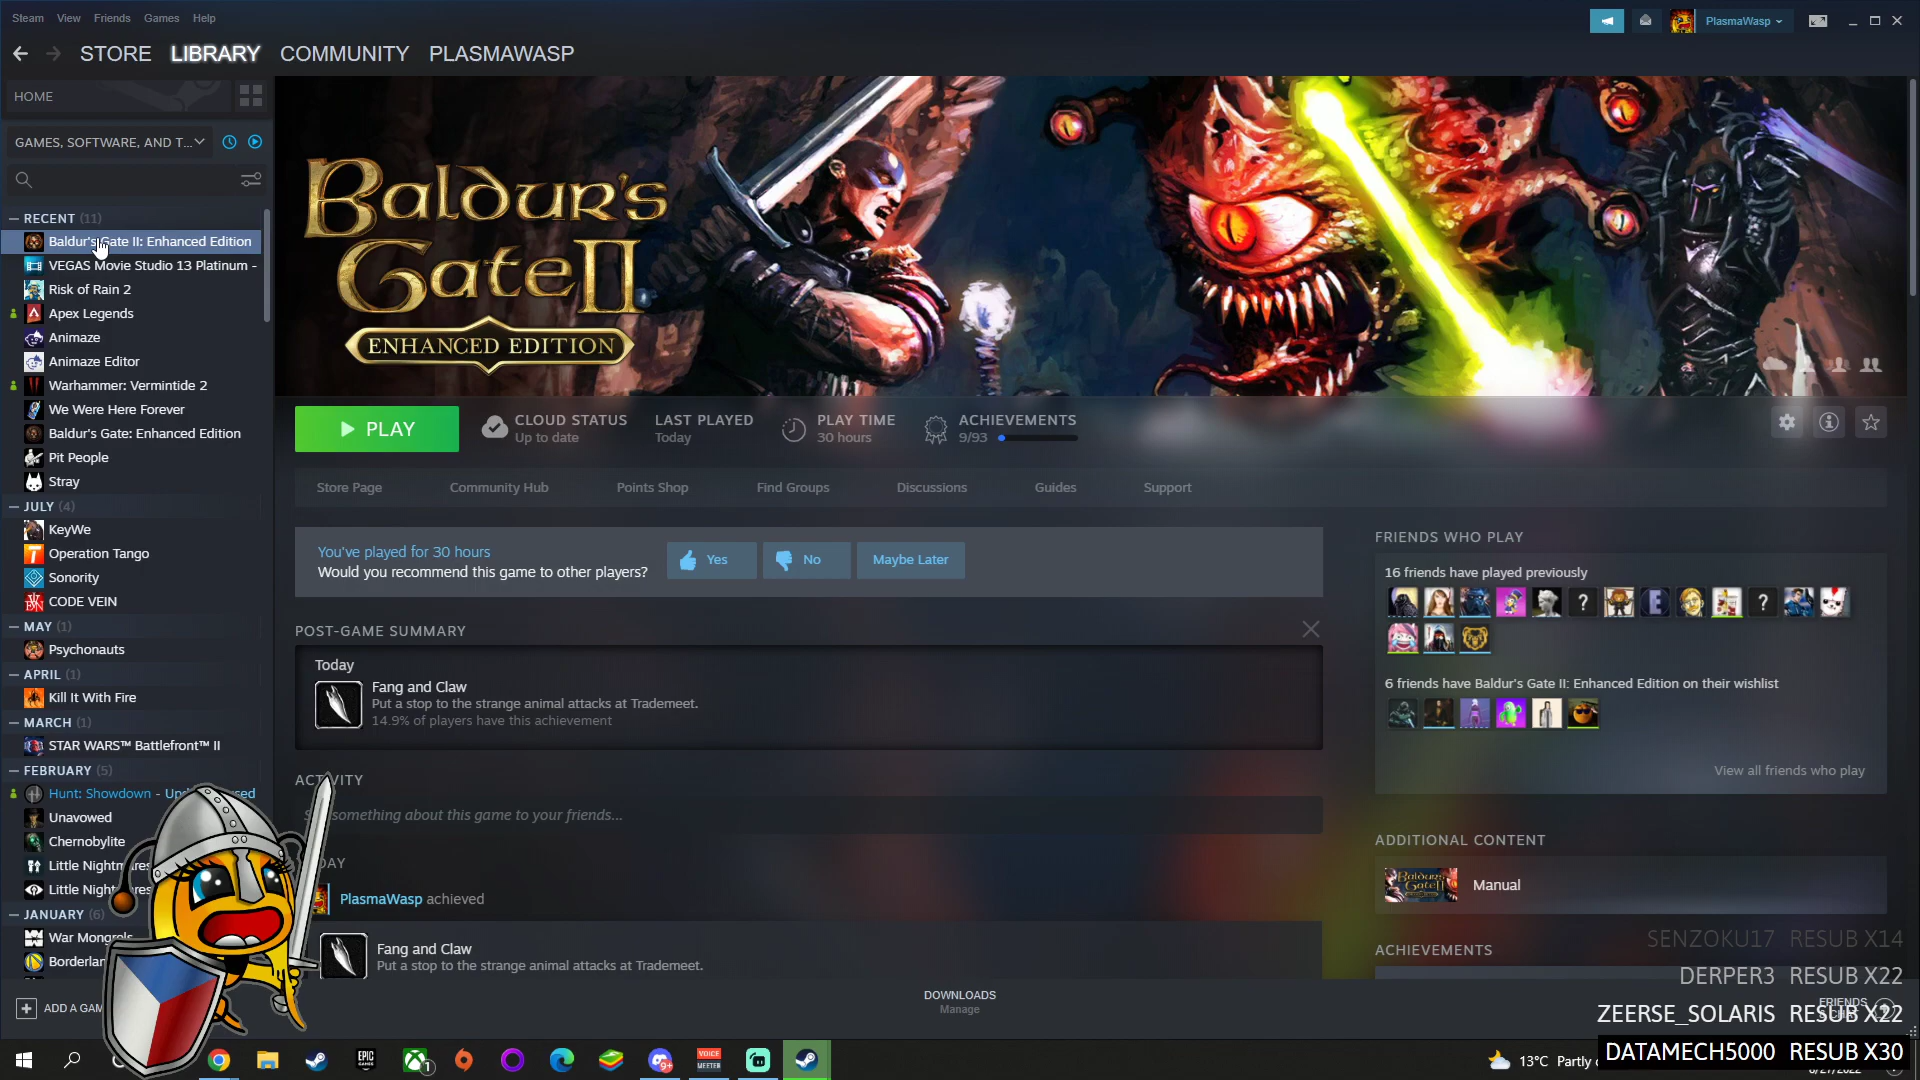 Steam View Friends Games Help
PlasmaWasp
STORE LIBRARY COMMUNITY PLASMAWASP
HOME
GAMES, SOFTWARE, AND T...
RECENT (11)
Baldur's Gate II: Enhanced Edition
VEGAS Movie Studio 13 Platinum -
Risk of Rain 2
Apex Legends
Animaze
Animaze Editor
Warhammer: Vermintide 2
We Were Here Forever
Baldur's Gate: Enhanced Edition
Pit People
Stray
JULY (4)
KeyWe
Operation Tango
Sonority
CODE VEIN
MAY (1)
Psychonauts
APRIL (1)
Kill It With Fire
MARCH (1)
STAR WARS™ Battlefront™ II
FEBRUARY (5)
Hunt: Showdown -
Unavowed
Chernobylite
Little
Little
JANUARY (6)
War
ADD A
Baldur's
Gate II
ENHANCED EDITION
PLAY
CLOUD STATUS
Up to date
LAST PLAYED
Today
PLAY TIME
30 hours
ACHIEVEMENTS
9/93
Store Page Community Hub Points Shop Find Groups Discussions Guides Support
You've played for 30 hours
Would you recommend this game to other players?
Yes
No
Maybe Later
POST-GAME SUMMARY
Today
Fang and Claw
Put a stop to the strange animal attacks at Trademeet.
14.9% of players have this achievement
ACTIVITY
something about this game to your friends...
PlasmaWasp achieved
Fang and Claw
Put a stop to the strange animal attacks at Trademeet.
FRIENDS WHO PLAY
16 friends have played previously
6 friends have Baldur's Gate II: Enhanced Edition on their wishlist
View all friends who play
ADDITIONAL CONTENT
Manual
ACHIEVEMENTS
DOWNLOADS
Manage
FRIENDS
SENZOKU17 RESUB X14
DERPER3 RESUB X22
ZEERSE_SOLARIS RESUB X22
DATAMECH5000 RESUB X30
EPIC
GAMES
1
9+
VOICE
MEETER
13°C Partly